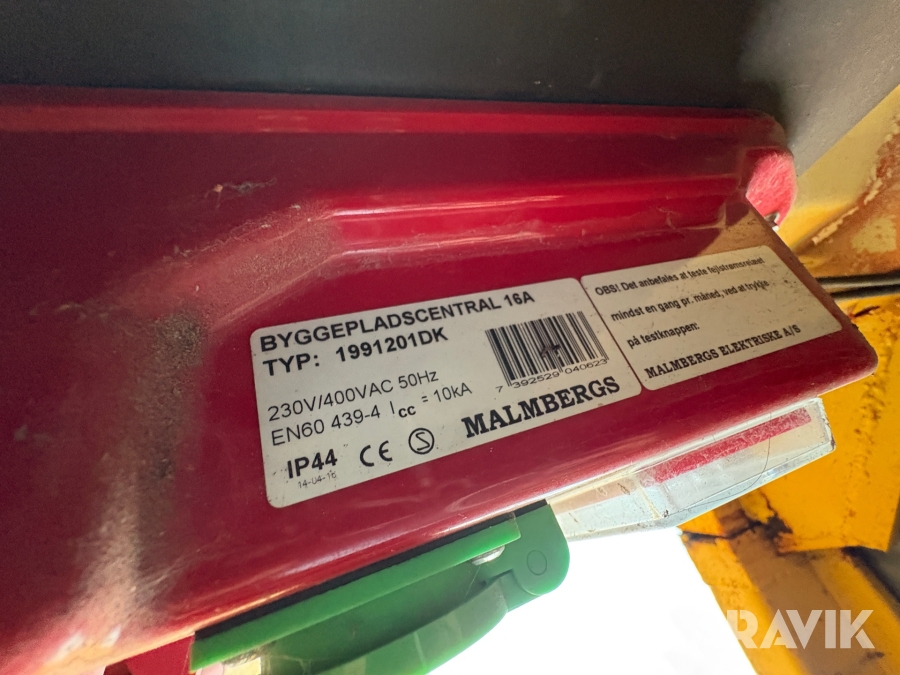 BYGGEPLADSCENTRAL 16A
TYP: 1991201DK
230V/400VAC 50Hz
EN60 439-4 Icc = 10kA
IP44 CE S
14-04-16
7 392529 040623
MALMBERGS
OBS! Det anbefales at teste fejlstrømsrelæet
mindst en gang pr. måned, ved at trykke
på testknappen:
MALMBERGS ELEKTRISKE A/S
RAVIK